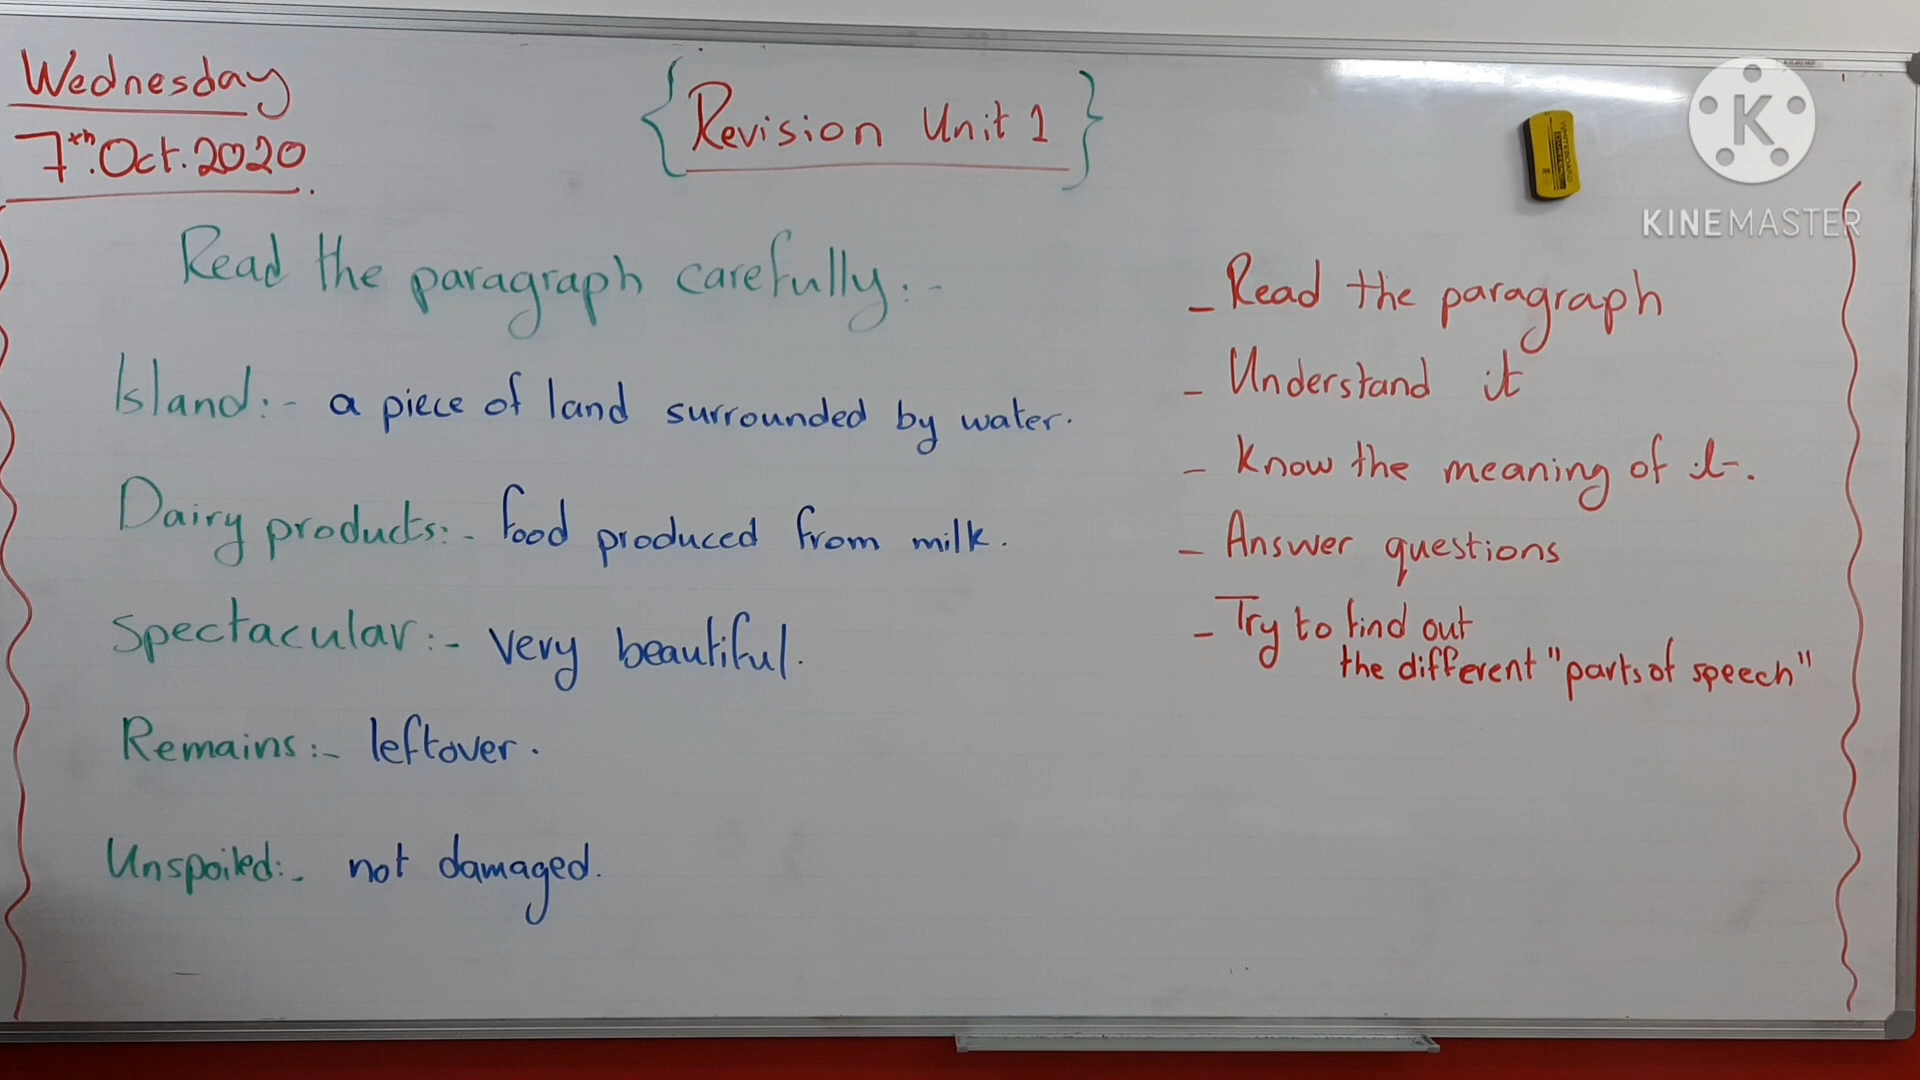 Wednesday
7th. Oct. 2020
{Revision Unit 1}
Read the paragraph carefully:-
Island:- a piece of land surrounded by water.
Dairy products:- food produced from milk.
Spectacular:- very beautiful.
Remains:- leftover.
Unspoiled:- not damaged.
- Read the paragraph
- Understand it
- Know the meaning of it.
- Answer questions
- Try to find out
the different "parts of speech"
K
KINEMASTER
WHITEBOARD